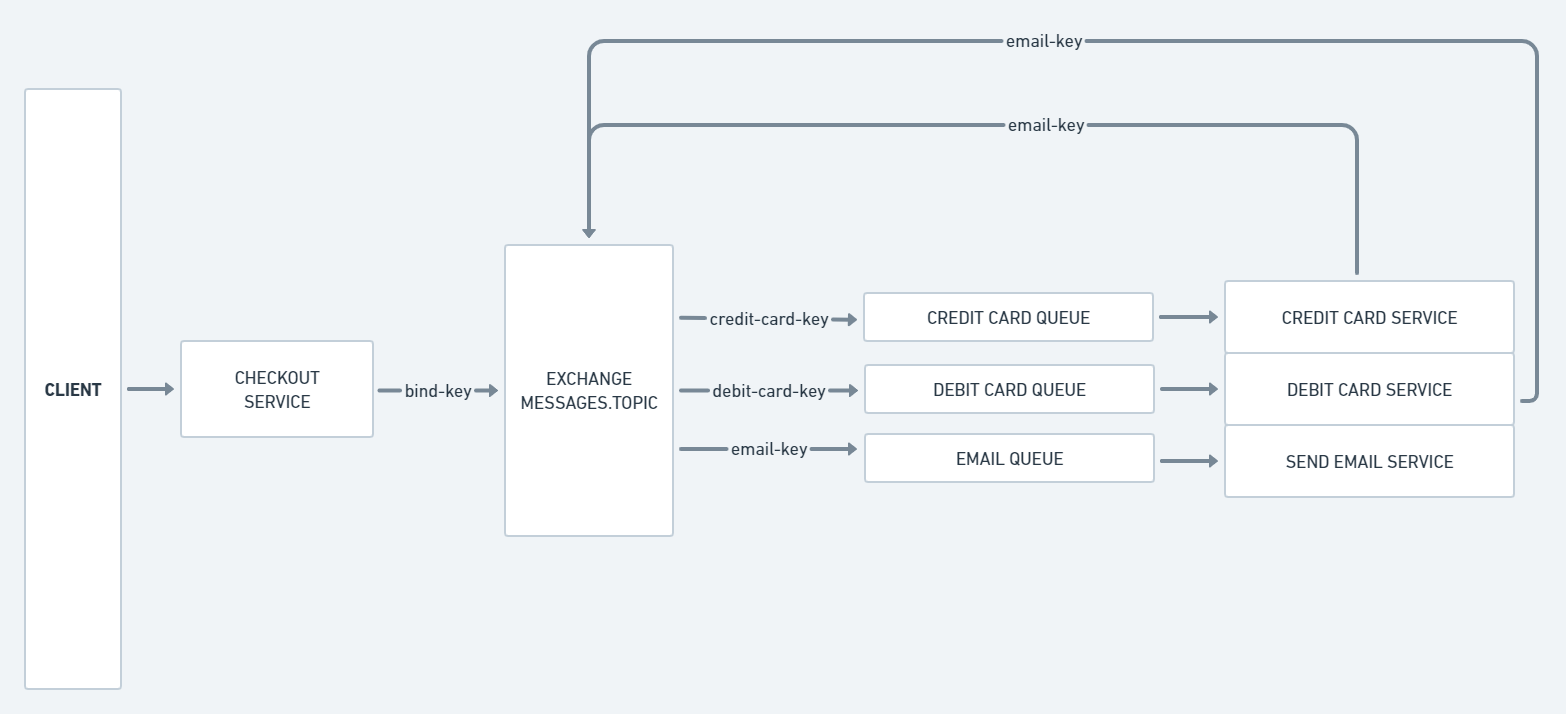 email-key
email-key
CLIENT
CHECKOUT
SERVICE
bind-key
EXCHANGE
MESSAGES.TOPIC
credit-card-key
CREDIT CARD QUEUE
CREDIT CARD SERVICE
debit-card-key
DEBIT CARD QUEUE
DEBIT CARD SERVICE
email-key
EMAIL QUEUE
SEND EMAIL SERVICE